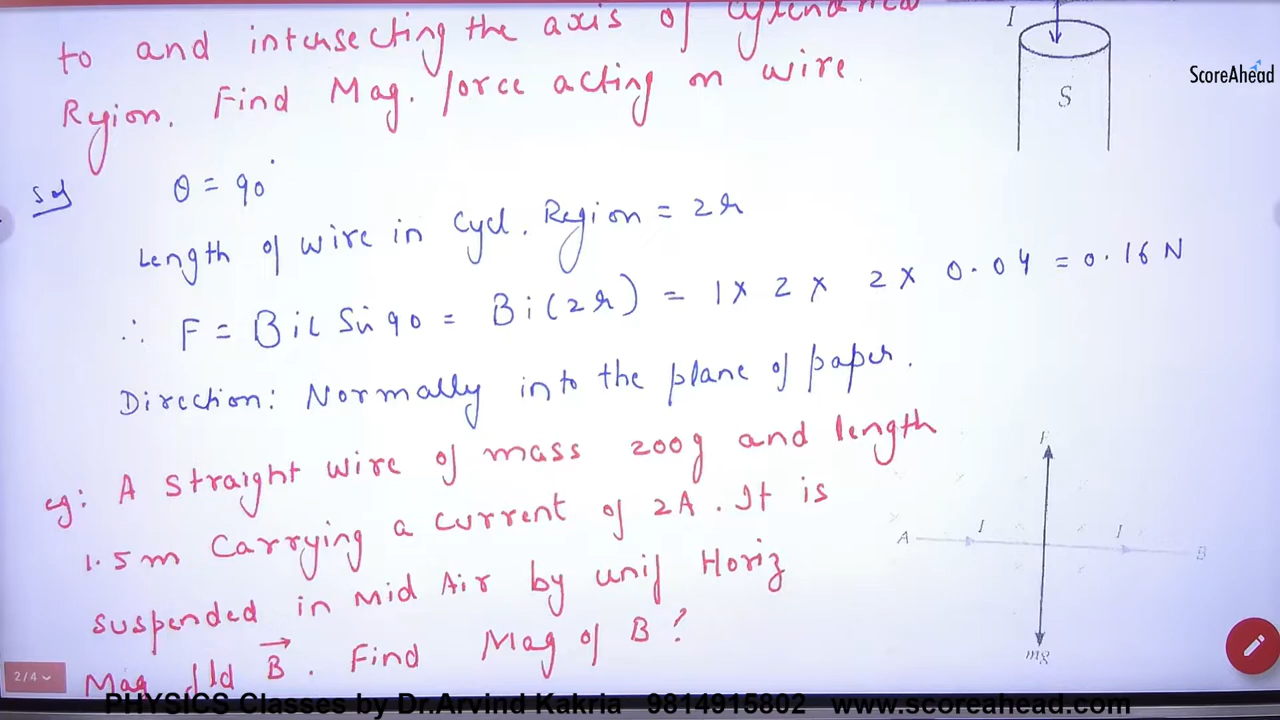 to and intersecting the axis of
Region. Find Mag. force acting on wire.
I
S
ScoreAhead
Sol
θ = 90°
Length of wire in Cycl. Region = 2r
∴ F = Bil Sin 90 = Bi(2r) = 1 x 2 x 2 x 0.04 = 0.16 N
Direction: Normally into the plane of paper.
eg: A straight wire of mass 200g and length
1.5m Carrying a current of 2A. It is
suspended in Mid Air by unif Horiz
Mag. fld B⃗. Find Mag of B?
F
A I I B
mg
2/4
PHYSICS Classes by Dr.Arvind Kakria 9814915802 www.scoreahead.com